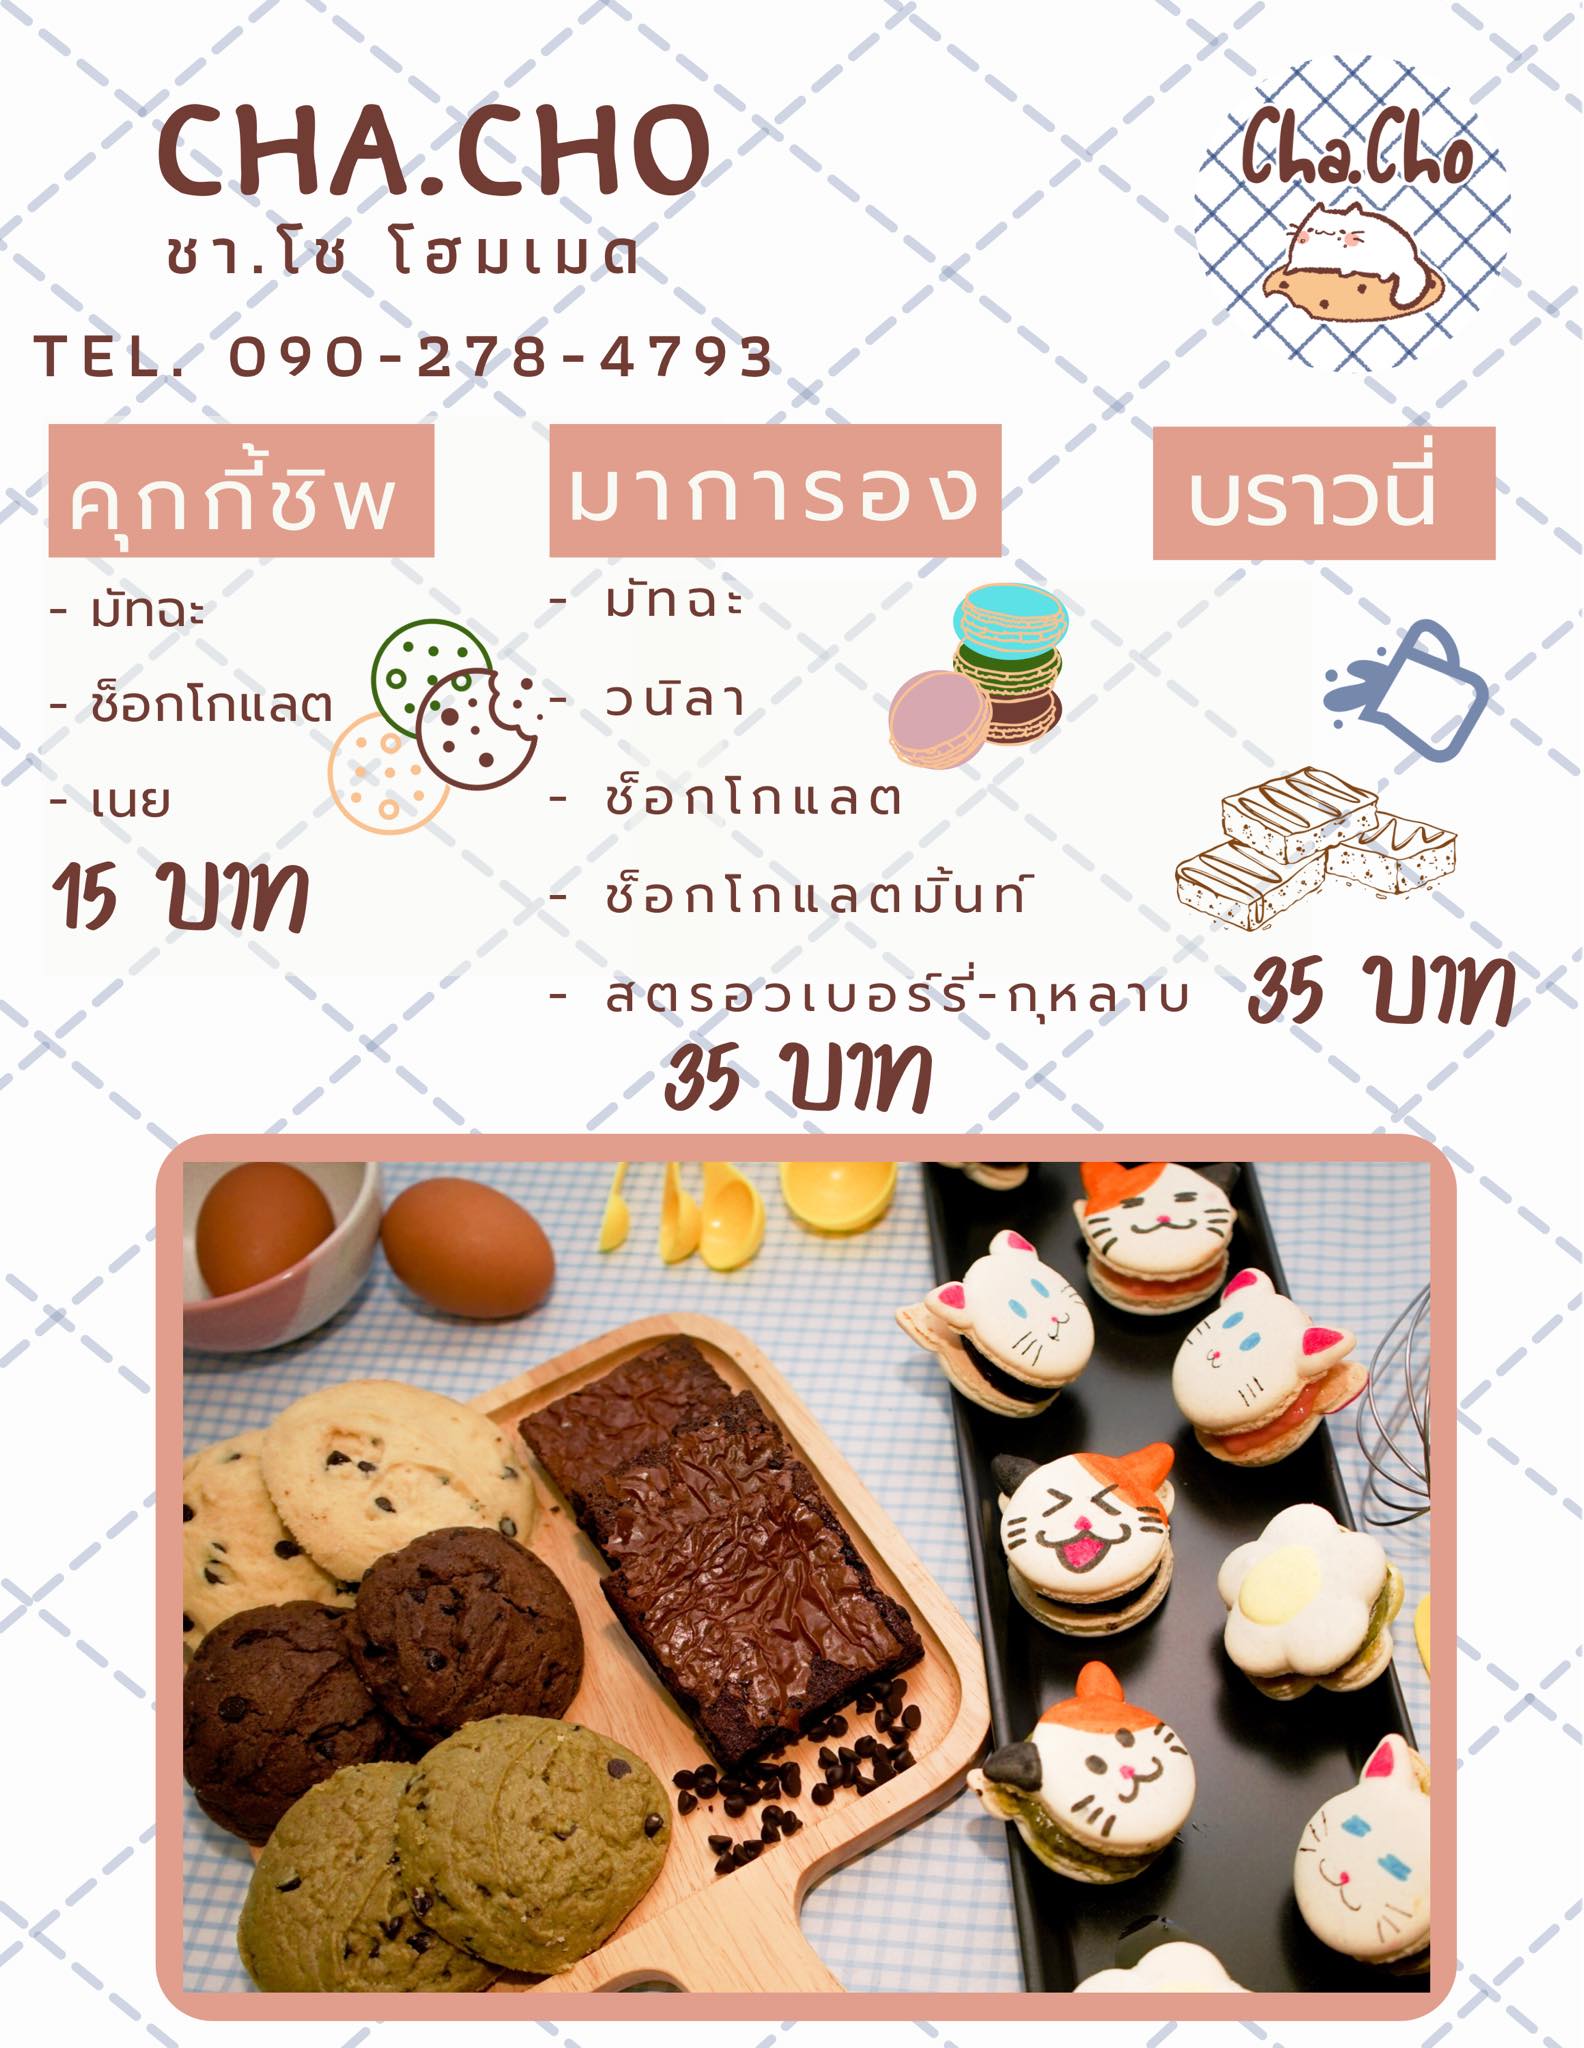 CHA.CHO
Cha.Cho
ชา.โช โฮมเมด
TEL. 090-278-4793
คุกกี้ชิพ
- มัทฉะ
- ช็อกโกแลต
- เนย
15 บาท
มาการอง
- มัทฉะ
- วนิลา
- ช็อกโกแลต
- ช็อกโกแลตมิ้นท์
- สตรอวเบอร์รี่-กุหลาบ
35 บาท
บราวนี่
35 บาท